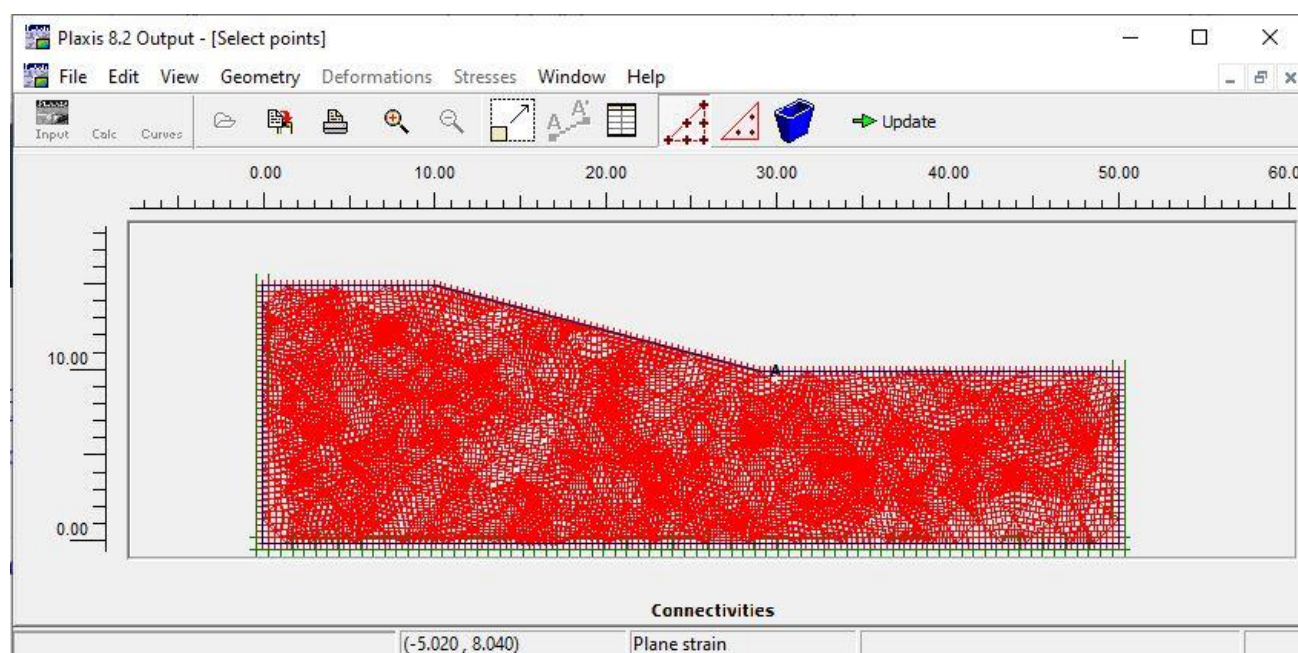 Plaxis 8.2 Output - [Select points]
File Edit View Geometry Deformations Stresses Window Help
Input Calc Curves Update
0.00 10.00 20.00 30.00 40.00 50.00 60.0
A
10.00
0.00
Connectivities
(-5.020 , 8.040) Plane strain